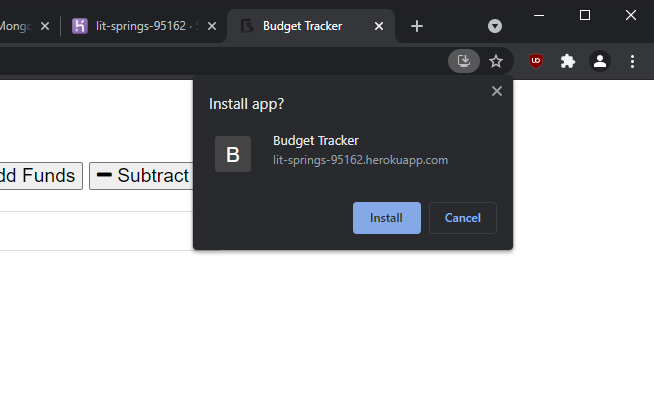 Mongo
lit-springs-95162 · S
Budget Tracker
UD
Install app?
B
Budget Tracker
lit-springs-95162.herokuapp.com
Install
Cancel
dd Funds
Subtract